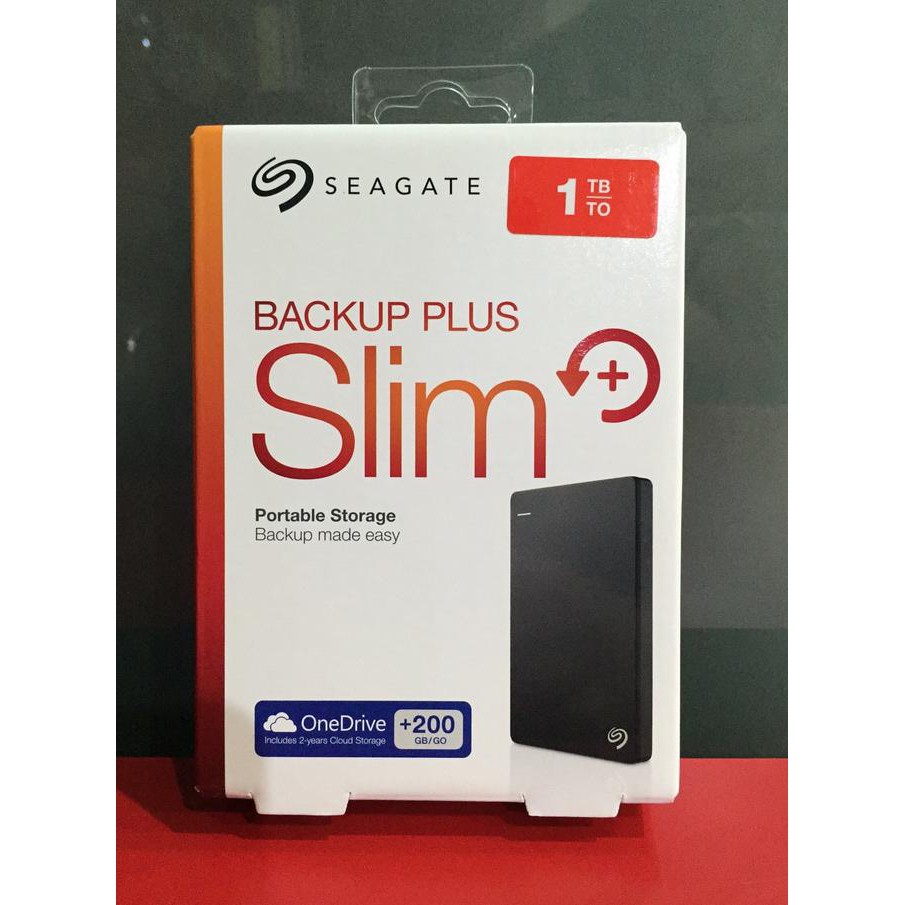 SEAGATE
1 TB
TO
BACKUP PLUS
Slim
Portable Storage
Backup made easy
OneDrive
Includes 2-years Cloud Storage
+200
GB/GO